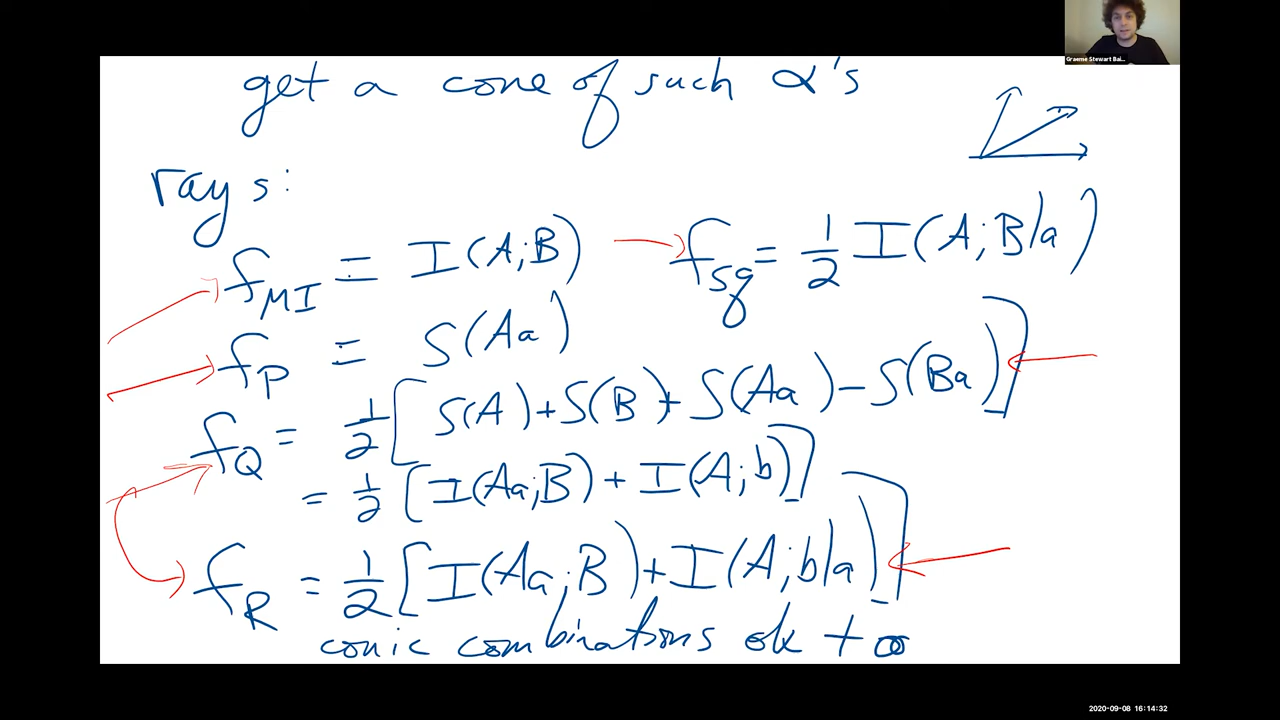 Graeme Stewart Bai...
get a cone of such α's
rays:
f_MI = I(A;B)
f_sq = 1/2 I(A;B|a)
f_P = S(Aa)
f_Q = 1/2 [S(A)+S(B)+S(Aa)-S(Ba)]
= 1/2 [I(Aa;B)+I(A;b)]
f_R = 1/2 [I(Aa;B)+I(A;b|a)]
conic combinations ok +
2020-09-08 16:14:32